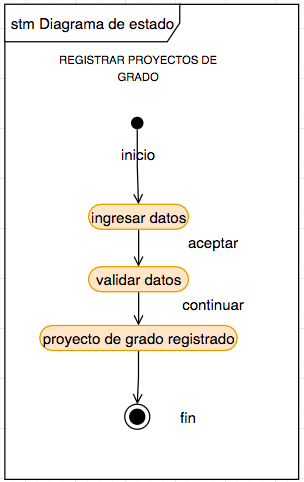 stm Diagrama de estado
REGISTRAR PROYECTOS DE
GRADO
inicio
ingresar datos
aceptar
validar datos
continuar
proyecto de grado registrado
fin